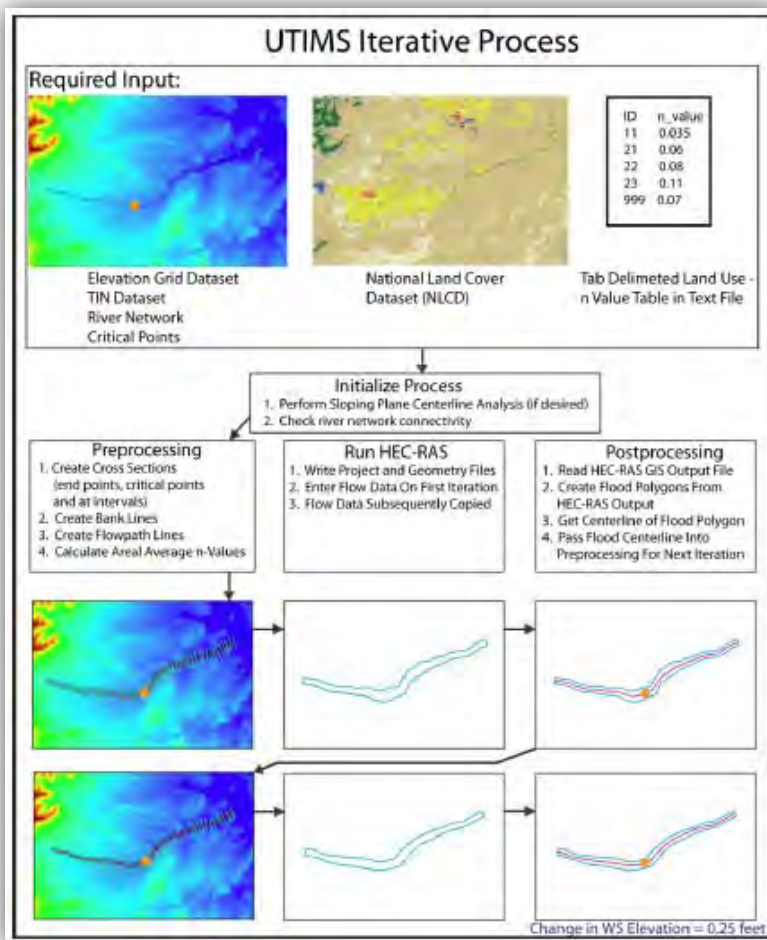 UTIMS Iterative Process
Required Input:
ID n_value
11 0.035
21 0.06
22 0.08
23 0.11
999 0.07
Elevation Grid Dataset
TIN Dataset
River Network
Critical Points
National Land Cover
Dataset (NLCD)
Tab Delimeted Land Use -
n Value Table in Text File
Initialize Process
1. Perform Sloping Plane Centerline Analysis (if desired)
2. Check river network connectivity
Preprocessing
1. Create Cross Sections
(end points, critical points
and at intervals)
2. Create Bank Lines
3. Create Flowpath Lines
4. Calculate Areal Average n-Values
Run HEC-RAS
1. Write Project and Geometry Files
2. Enter Flow Data On First Iteration
3. Flow Data Subsequently Copied
Postprocessing
1. Read HEC-RAS GIS Output File
2. Create Flood Polygons From
HEC-RAS Output
3. Get Centerline of Flood Polygon
4. Pass Flood Centerline Into
Preprocessing For Next Iteration
Change in WS Elevation = 0.25 feet